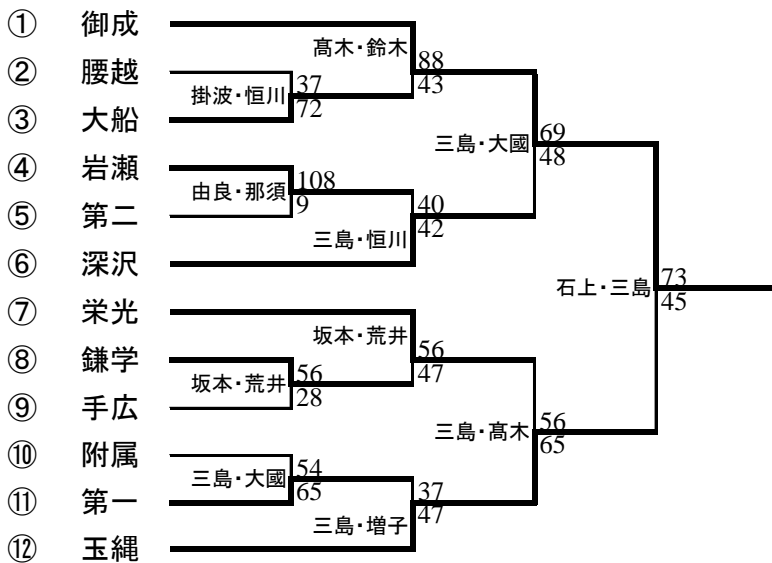 ① 御成
② 腰越
③ 大船
④ 岩瀬
⑤ 第二
⑥ 深沢
⑦ 栄光
⑧ 鎌学
⑨ 手広
⑩ 附属
⑪ 第一
⑫ 玉縄
掛波・恒川
37
72
由良・那須
108
9
坂本・荒井
56
28
三島・大國
54
65
髙木・鈴木
88
43
三島・恒川
40
42
坂本・荒井
56
47
三島・増子
37
47
三島・大國
69
48
三島・髙木
56
65
石上・三島
73
45